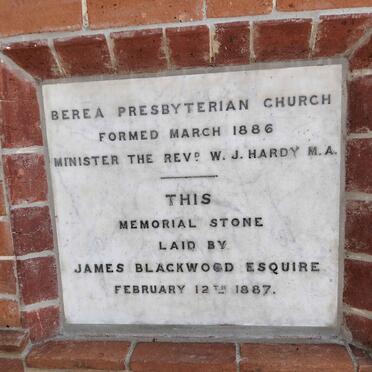 BEREA PRESBYTERIAN CHURCH
FORMED MARCH 1886
MINISTER THE REVD W. J. HARDY M.A.
THIS
MEMORIAL STONE
LAID BY
JAMES BLACKWOOD ESQUIRE
FEBRUARY 12TH 1887.